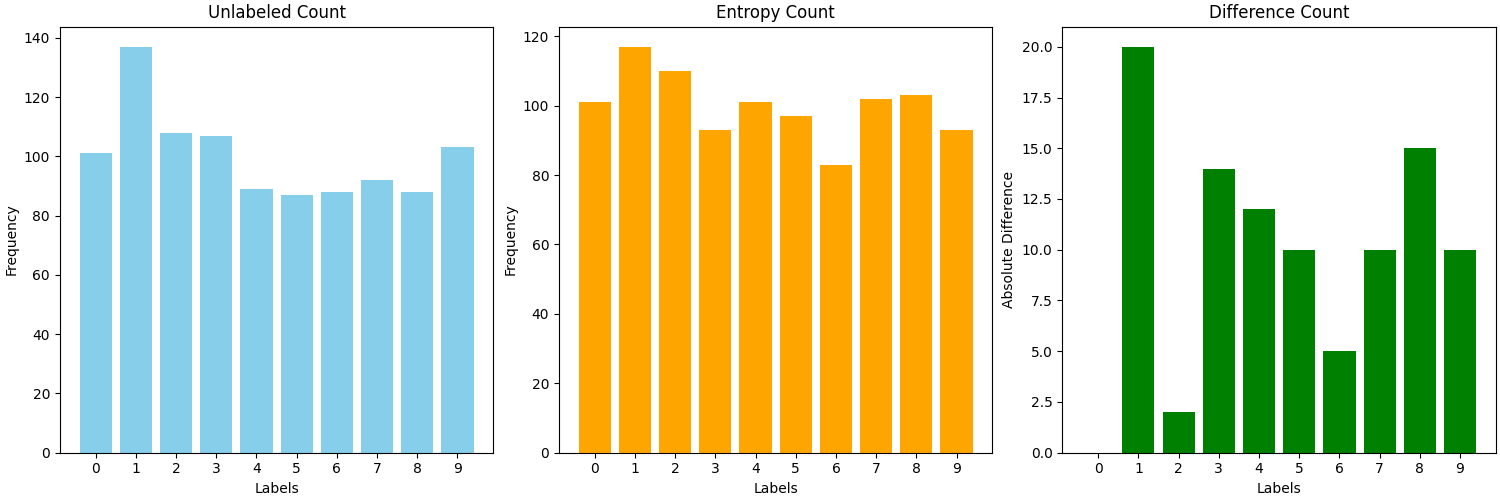 Unlabeled Count
Frequency
140
120
100
80
60
40
20
0
0 1 2 3 4 5 6 7 8 9
Labels
Entropy Count
Frequency
120
100
80
60
40
20
0
0 1 2 3 4 5 6 7 8 9
Labels
Difference Count
Absolute Difference
20.0
17.5
15.0
12.5
10.0
7.5
5.0
2.5
0.0
0 1 2 3 4 5 6 7 8 9
Labels